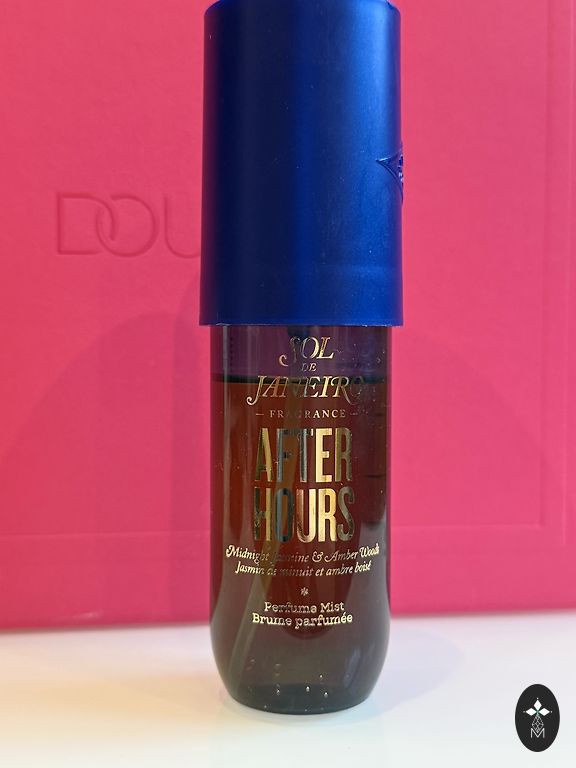 DOU
SOL
DE
JANEIRO
FRAGRANCE
AFTER
HOURS
Midnight Jasmine & Amber Woods
Jasmin de minuit et ambre boisé
Perfume Mist
Brume parfumée
M